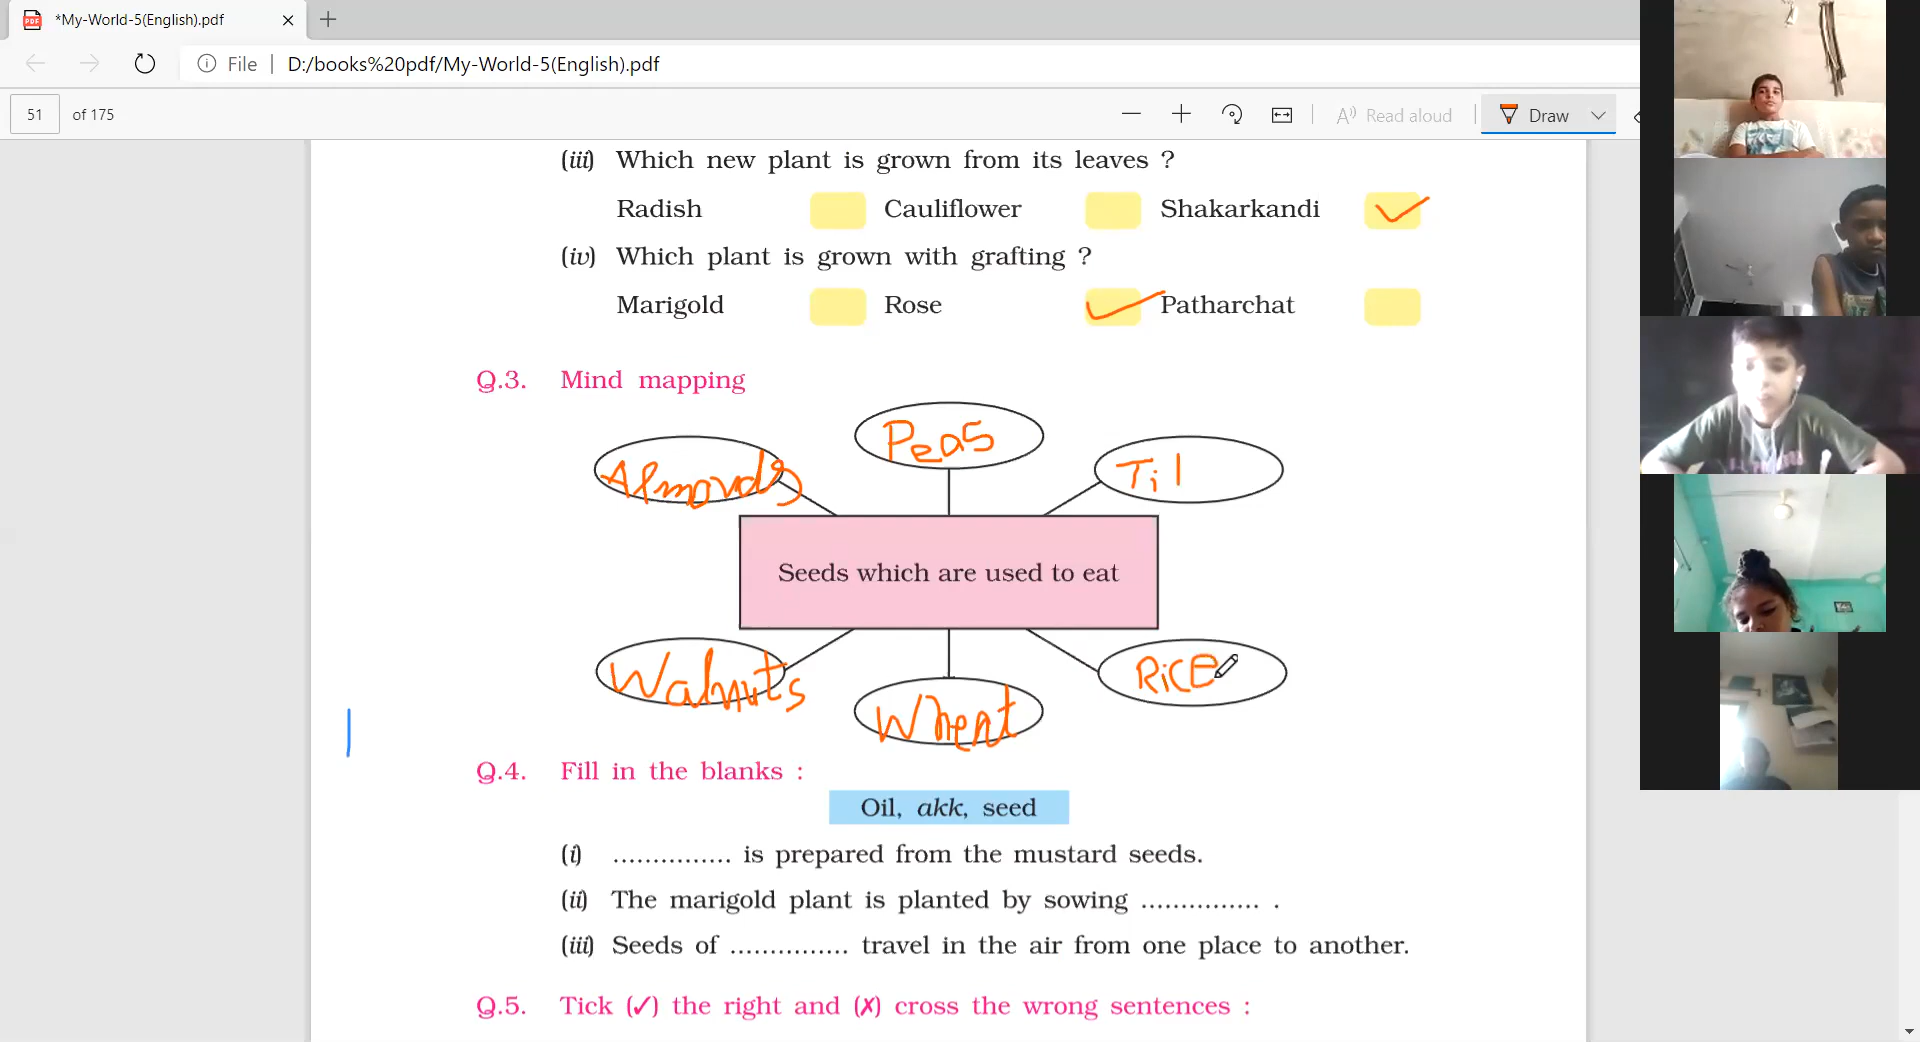 *My-World-5(English).pdf
File | D:/books%20pdf/My-World-5(English).pdf
51 of 175 Read aloud Draw
(iii) Which new plant is grown from its leaves ?
Radish Cauliflower Shakarkandi ✓
(iv) Which plant is grown with grafting ?
Marigold Rose ✓ Patharchat
Q.3. Mind mapping
Almonds Peas Til
Seeds which are used to eat
Walnuts Wheat RicE
Q.4. Fill in the blanks :
Oil, akk, seed
(i) ............... is prepared from the mustard seeds.
(ii) The marigold plant is planted by sowing ............... .
(iii) Seeds of ............... travel in the air from one place to another.
Q.5. Tick (✓) the right and (✗) cross the wrong sentences :